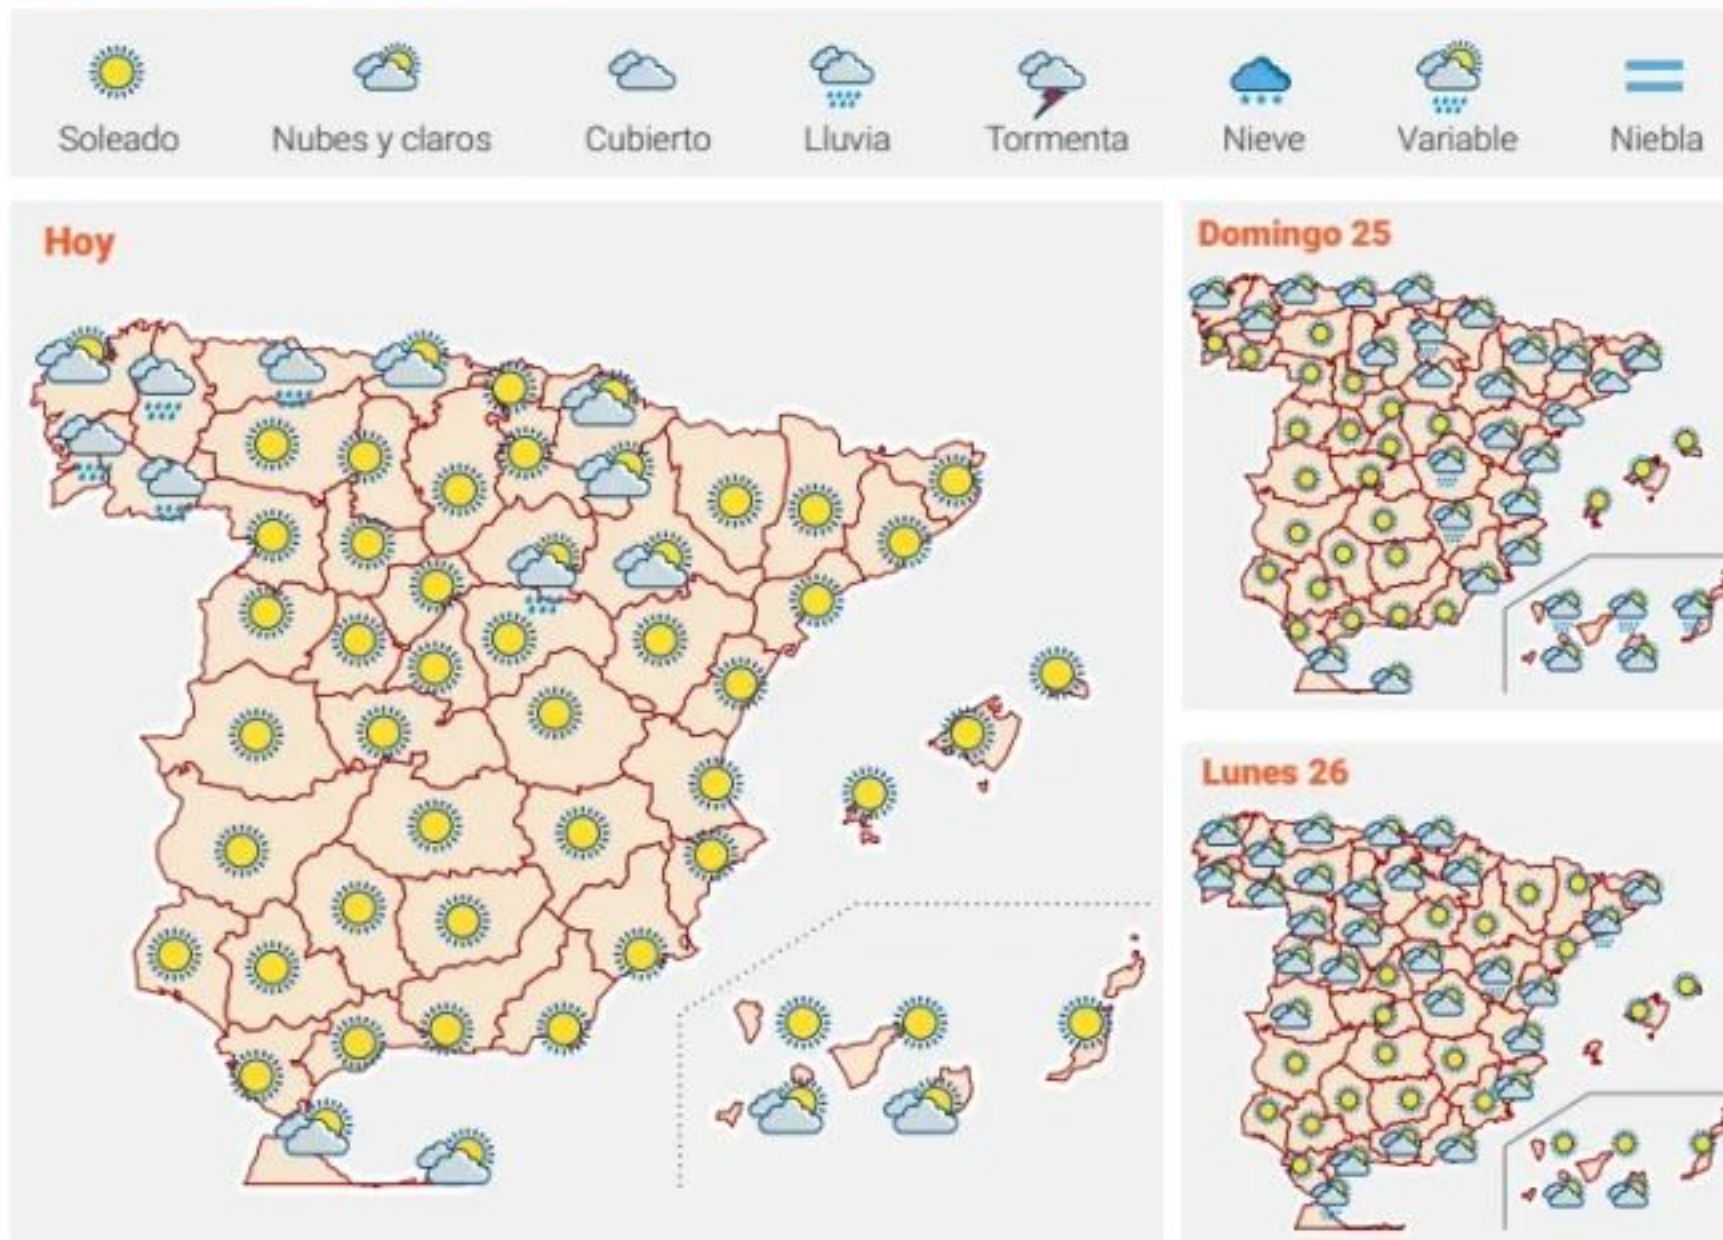 Soleado
Nubes y claros
Cubierto
Lluvia
Tormenta
Nieve
Variable
Niebla
Hoy
Domingo 25
Lunes 26